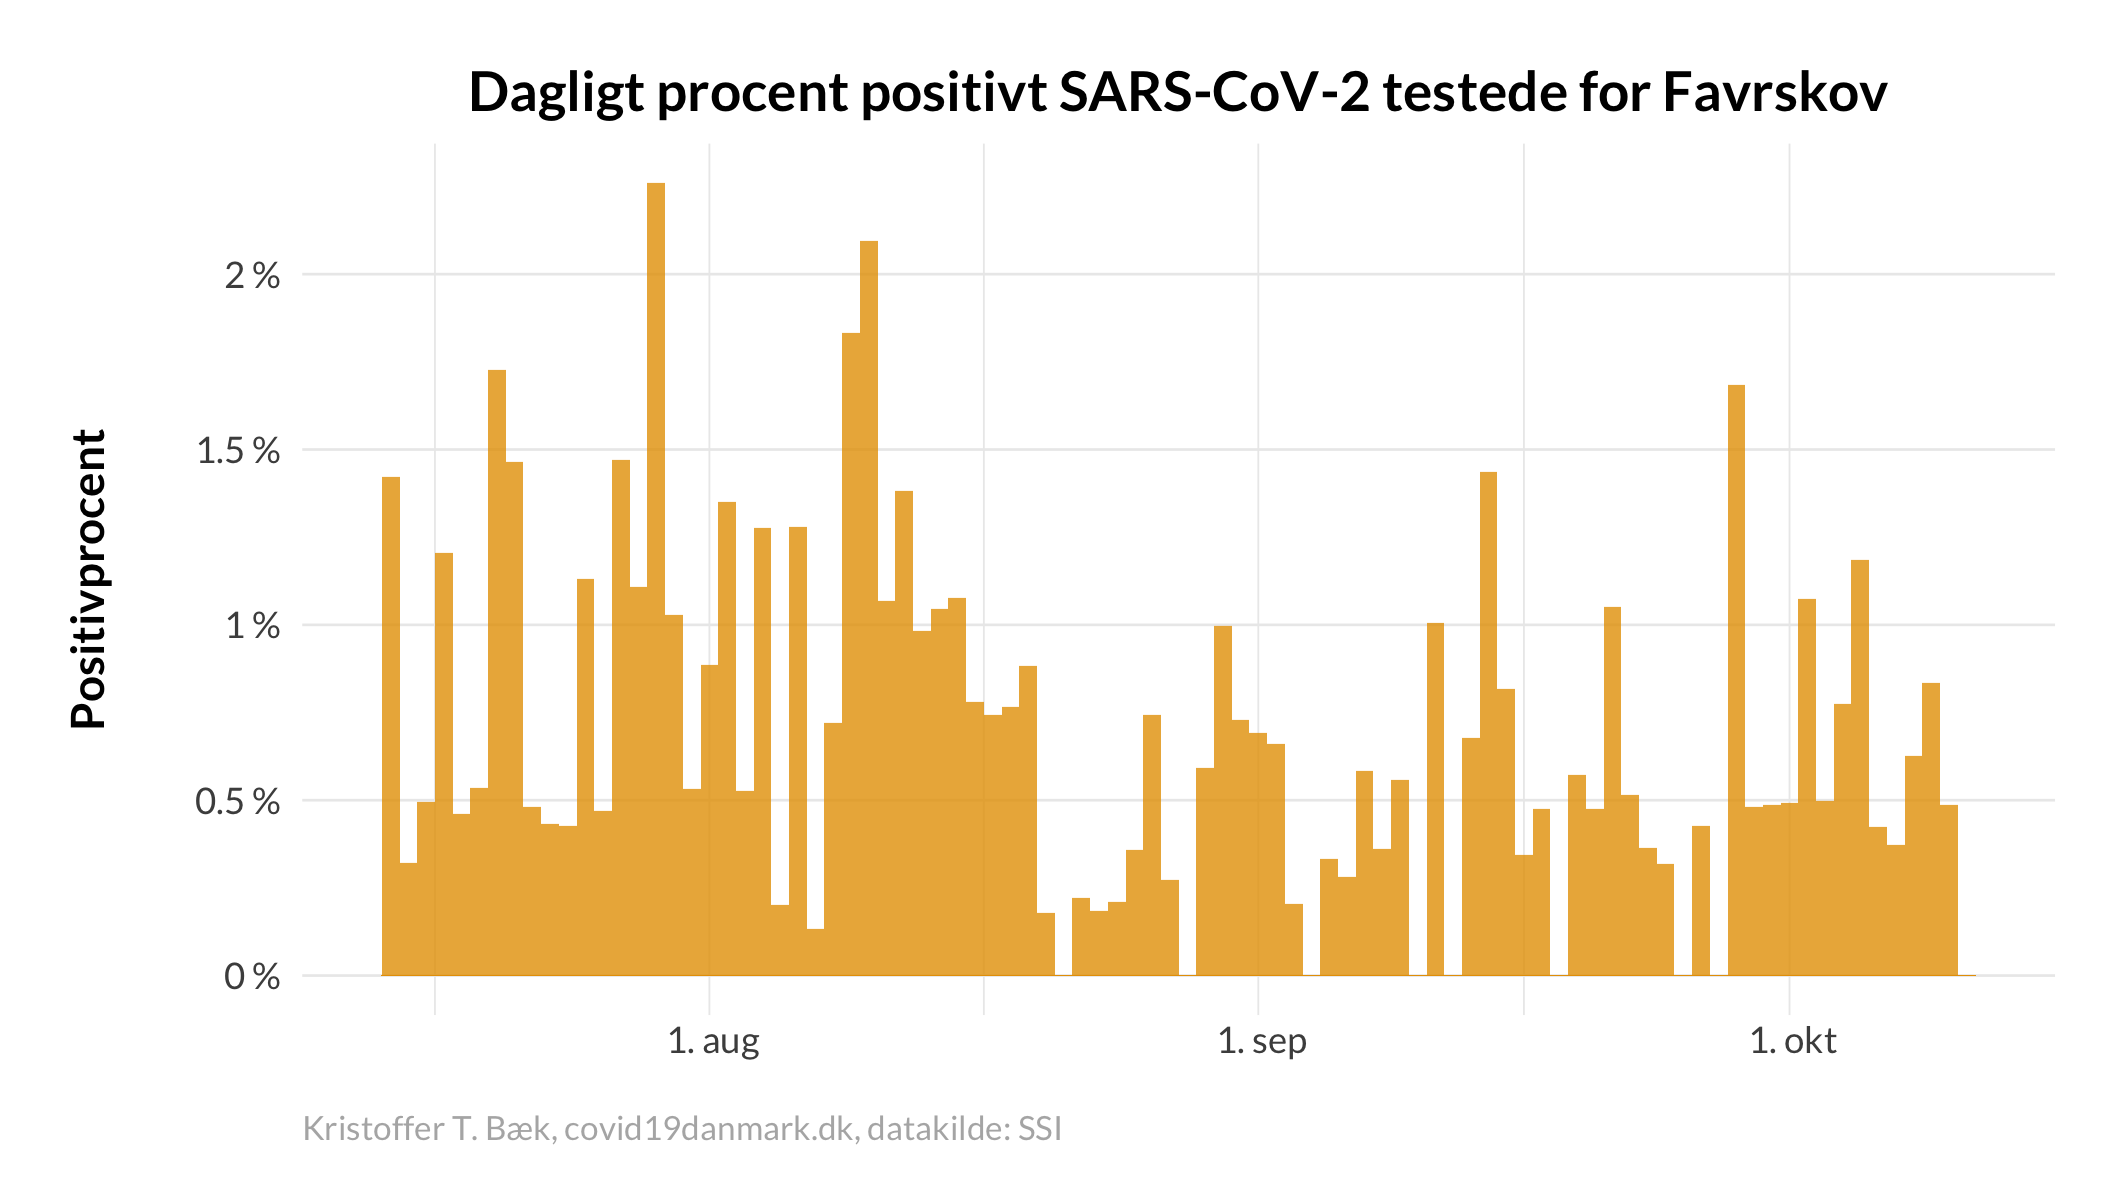 Dagligt procent positivt SARS-CoV-2 testede for Favrskov
Positivprocent
2 %
1.5 %
1 %
0.5 %
0 %
1. aug
1. sep
1. okt
Kristoffer T. Bæk, covid19danmark.dk, datakilde: SSI